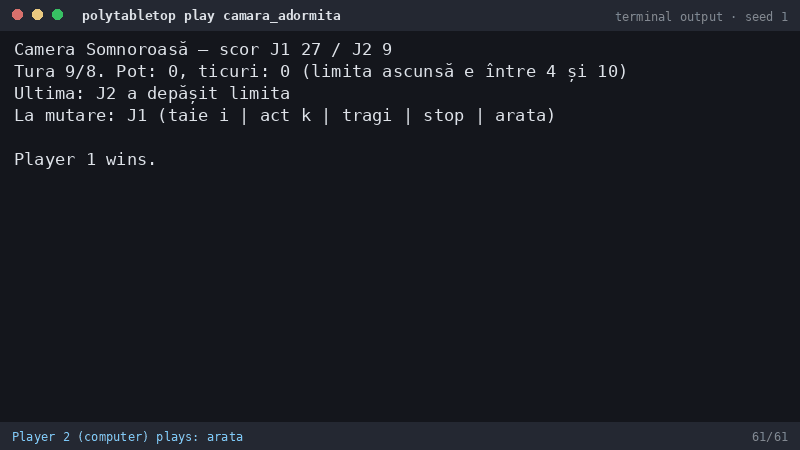 polytabletop play camara_adormita
terminal output · seed 1
Camera Somnoroasă — scor J1 27 / J2 9
Tura 9/8. Pot: 0, ticuri: 0 (limita ascunsă e între 4 și 10)
Ultima: J2 a depășit limita
La mutare: J1 (taie i | act k | tragi | stop | arata)
Player 1 wins.
Player 2 (computer) plays: arata
61/61